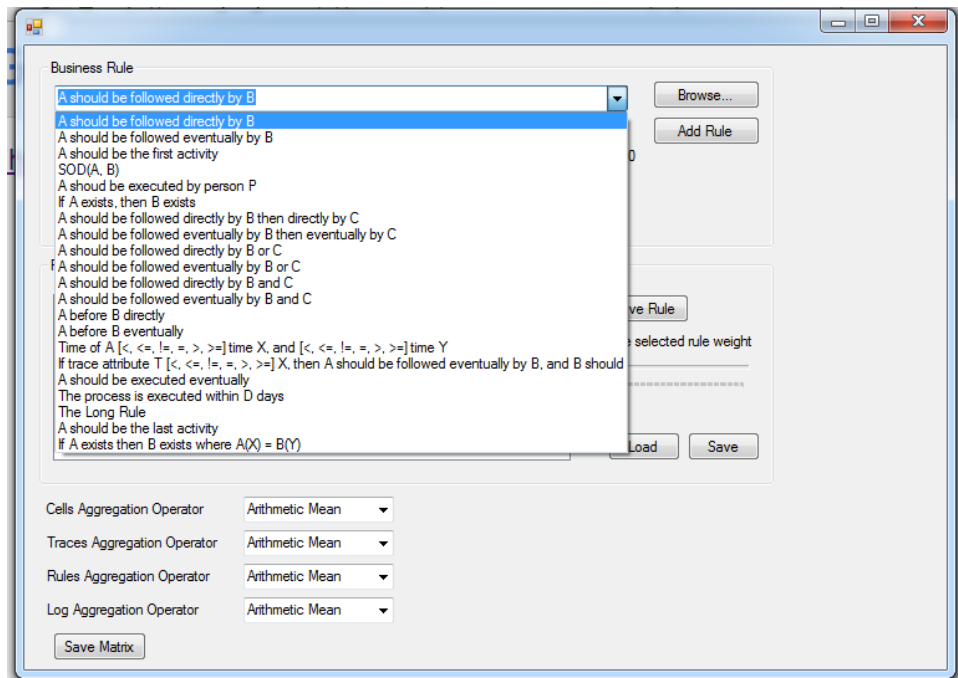 Business Rule
A should be followed directly by B
Browse...
A should be followed directly by B
Add Rule
A should be followed eventually by B
A should be the first activity
0
SOD(A, B)
A shoud be executed by person P
If A exists, then B exists
A should be followed directly by B then directly by C
A should be followed eventually by B then eventually by C
A should be followed directly by B or C
A should be followed eventually by B or C
A should be followed directly by B and C
A should be followed eventually by B and C
ve Rule
A before B directly
A before B eventually
selected rule weight
Time of A [<, <=, !=, =, >, >=] time X, and [<, <=, !=, =, >, >=] time Y
If trace attribute T [<, <=, !=, =, >, >=] X, then A should be followed eventually by B, and B should
A should be executed eventually
The process is executed within D days
The Long Rule
A should be the last activity
If A exists then B exists where A(X) = B(Y)
Load Save
Cells Aggregation Operator Arithmetic Mean
Traces Aggregation Operator Arithmetic Mean
Rules Aggregation Operator Arithmetic Mean
Log Aggregation Operator Arithmetic Mean
Save Matrix